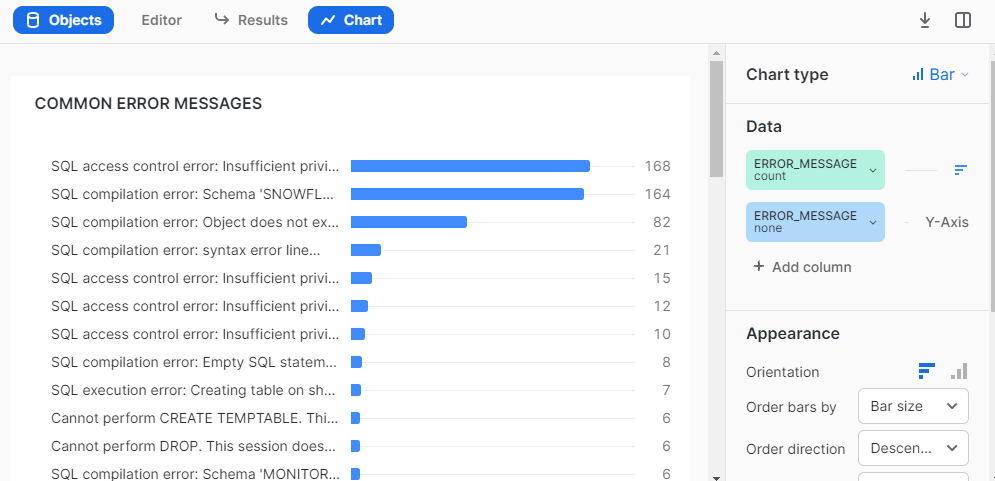 Objects Editor Results Chart
Chart type Bar
COMMON ERROR MESSAGES
SQL access control error: Insufficient privi... 168
SQL compilation error: Schema 'SNOWFL... 164
SQL compilation error: Object does not ex... 82
SQL compilation error: syntax error line... 21
SQL access control error: Insufficient privi... 15
SQL access control error: Insufficient privi... 12
SQL access control error: Insufficient privi... 10
SQL compilation error: Empty SQL statem... 8
SQL execution error: Creating table on sh... 7
Cannot perform CREATE TEMPTABLE. Thi... 6
Cannot perform DROP. This session does... 6
SQL compilation error: Schema 'MONITOR... 6
Data
ERROR_MESSAGE
count
ERROR_MESSAGE
none
Y-Axis
+ Add column
Appearance
Orientation
Order bars by Bar size
Order direction Descen...